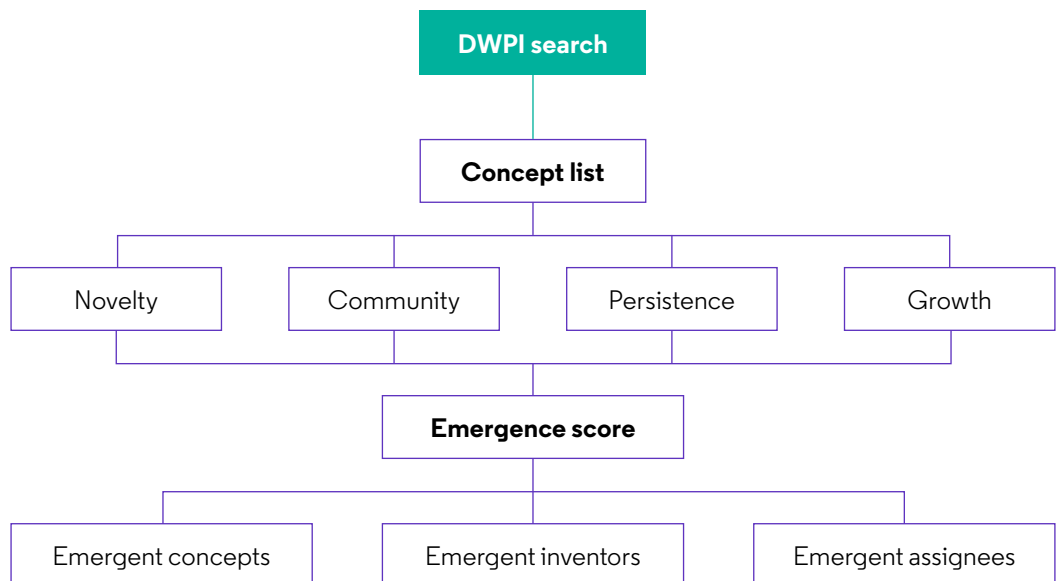 DWPI search
Concept list
Novelty
Community
Persistence
Growth
Emergence score
Emergent concepts
Emergent inventors
Emergent assignees